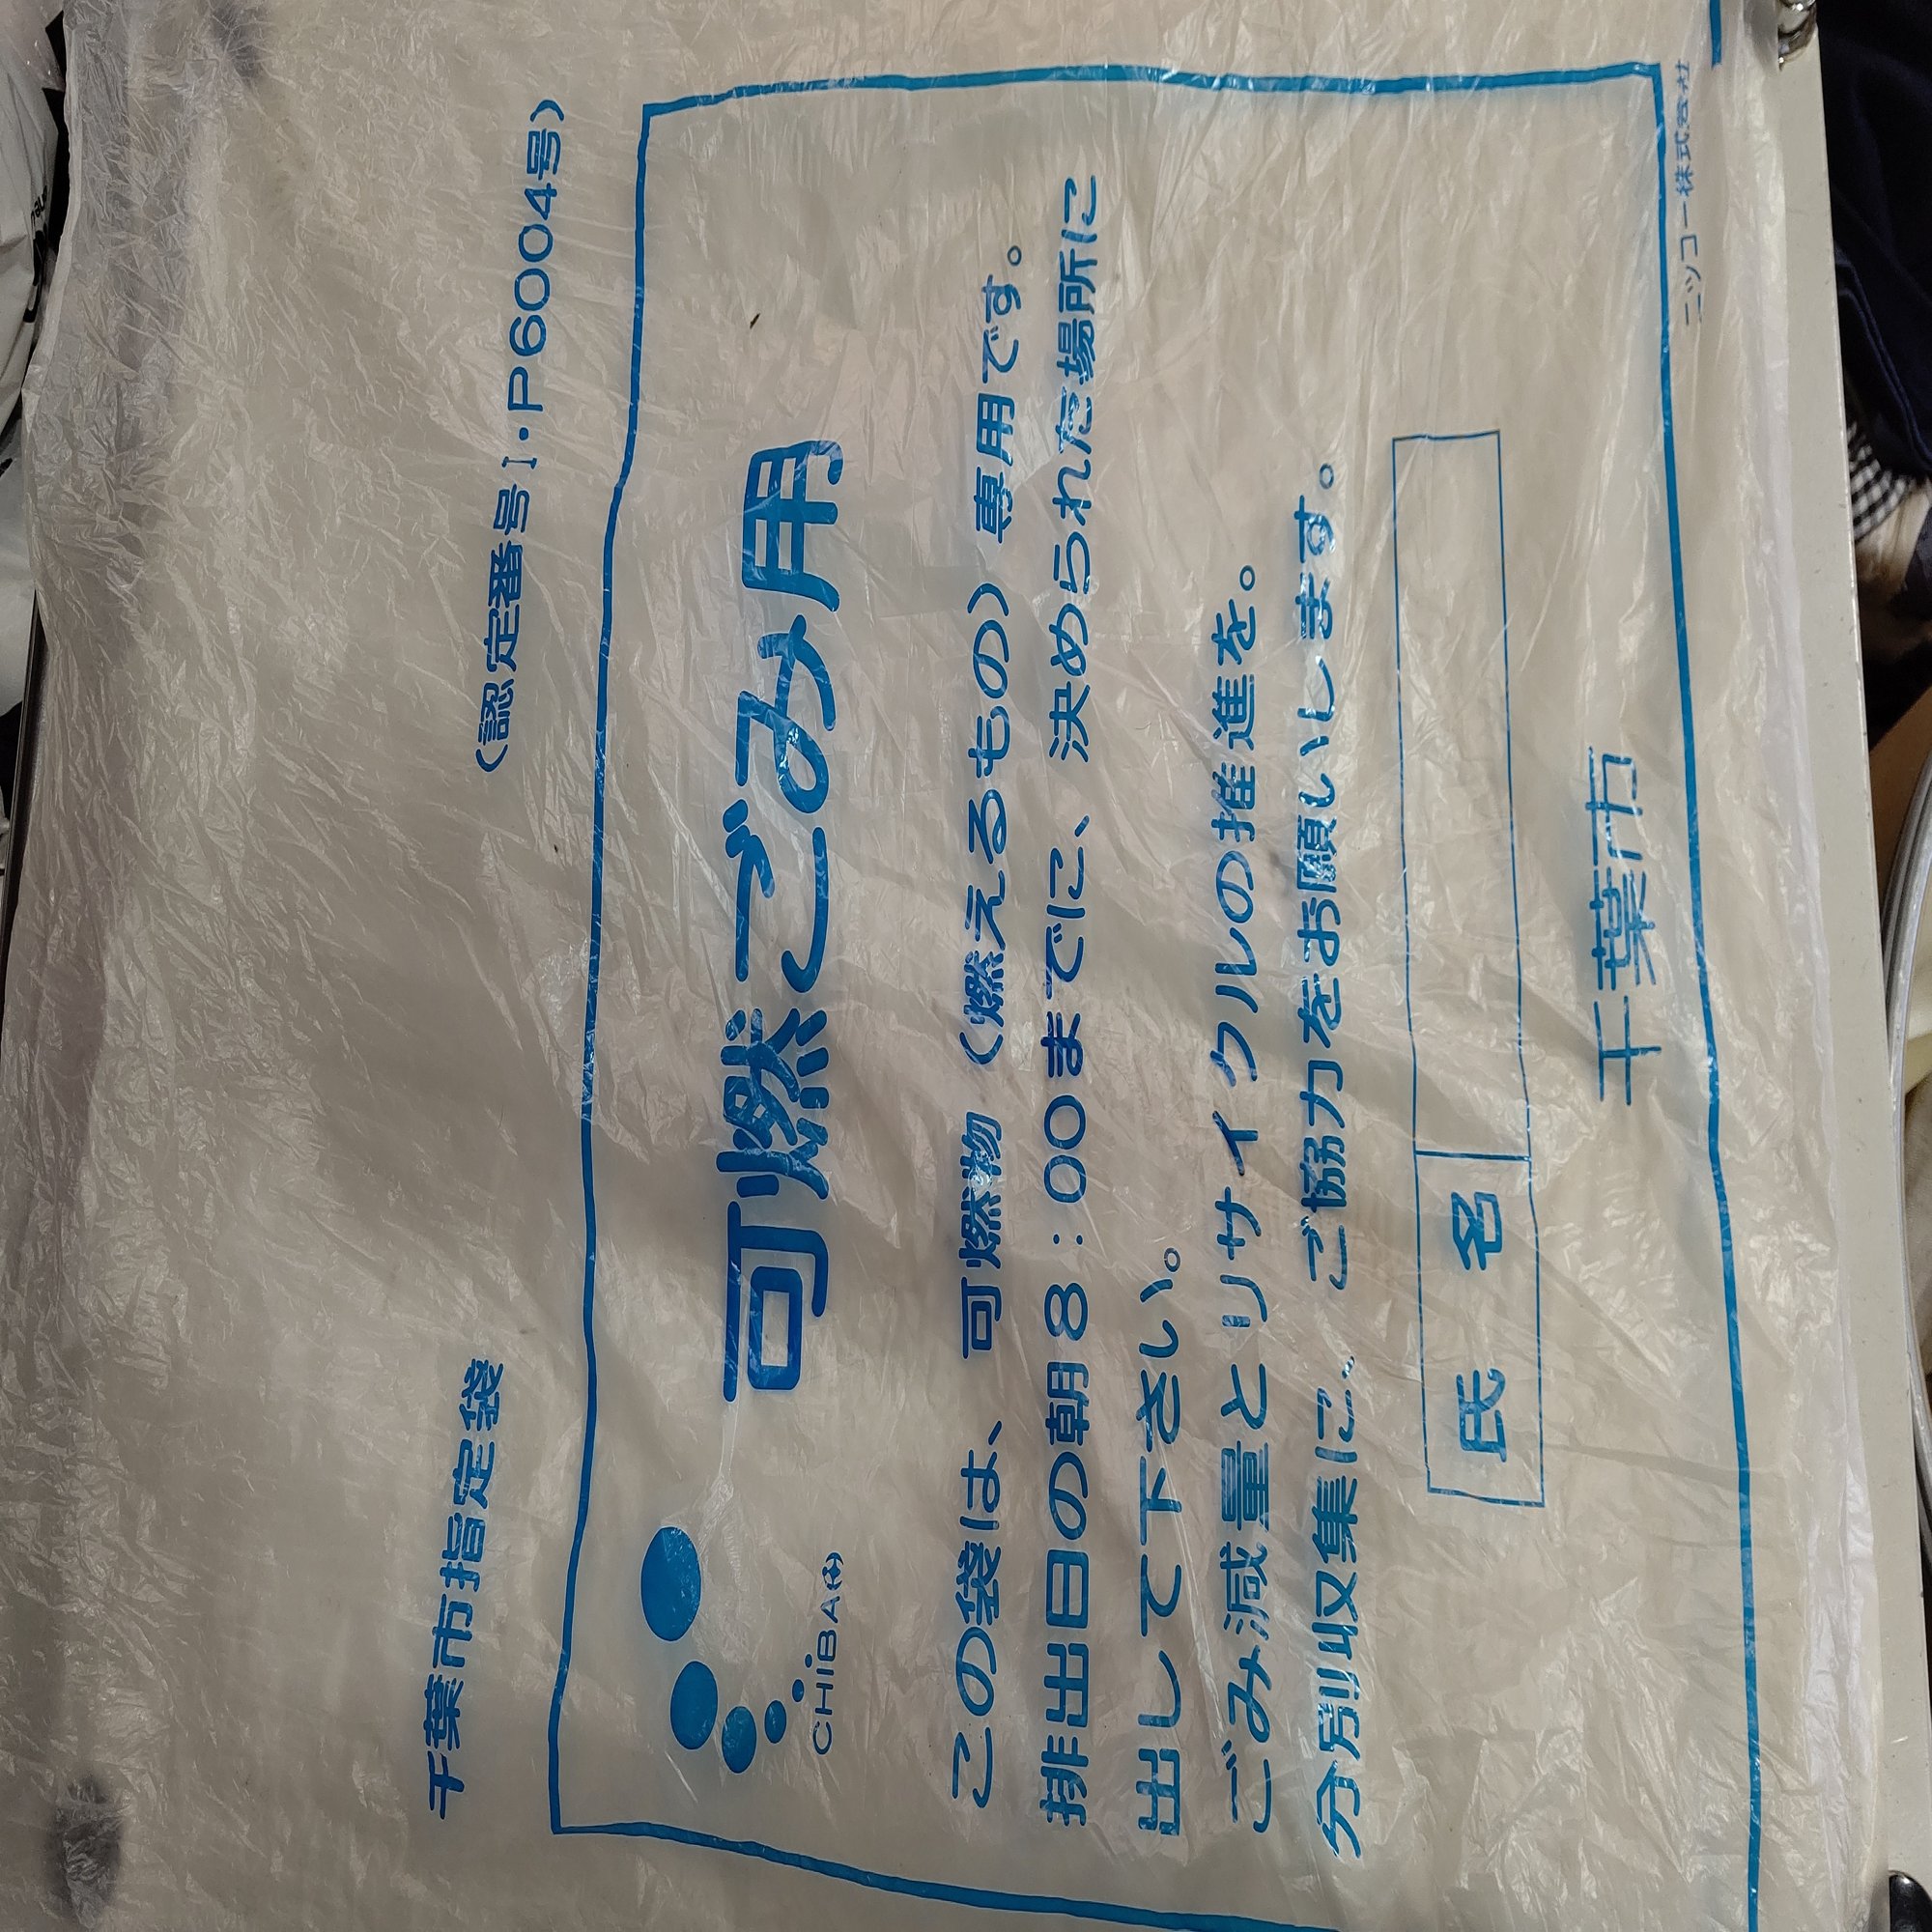 千葉市指定袋
(認定番号Ⅰ・P6004号)
CHIBA
可燃ごみ用
この袋は、可燃物(燃えるもの)専用です。
排出日の朝8:00までに、決められた場所に
出して下さい。
ごみ減量とリサイクルの推進を。
分別収集に、ご協力をお願いします。
氏 名
千葉市
ニッコー株式会社